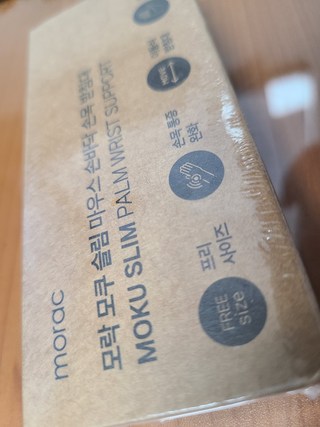 morac
모락 모쿠 슬림 마우스 손바닥 손목 받침대
MOKU SLIM PALM WRIST SUPPORT
FREE
size
프리
사이즈
손목통증
완화